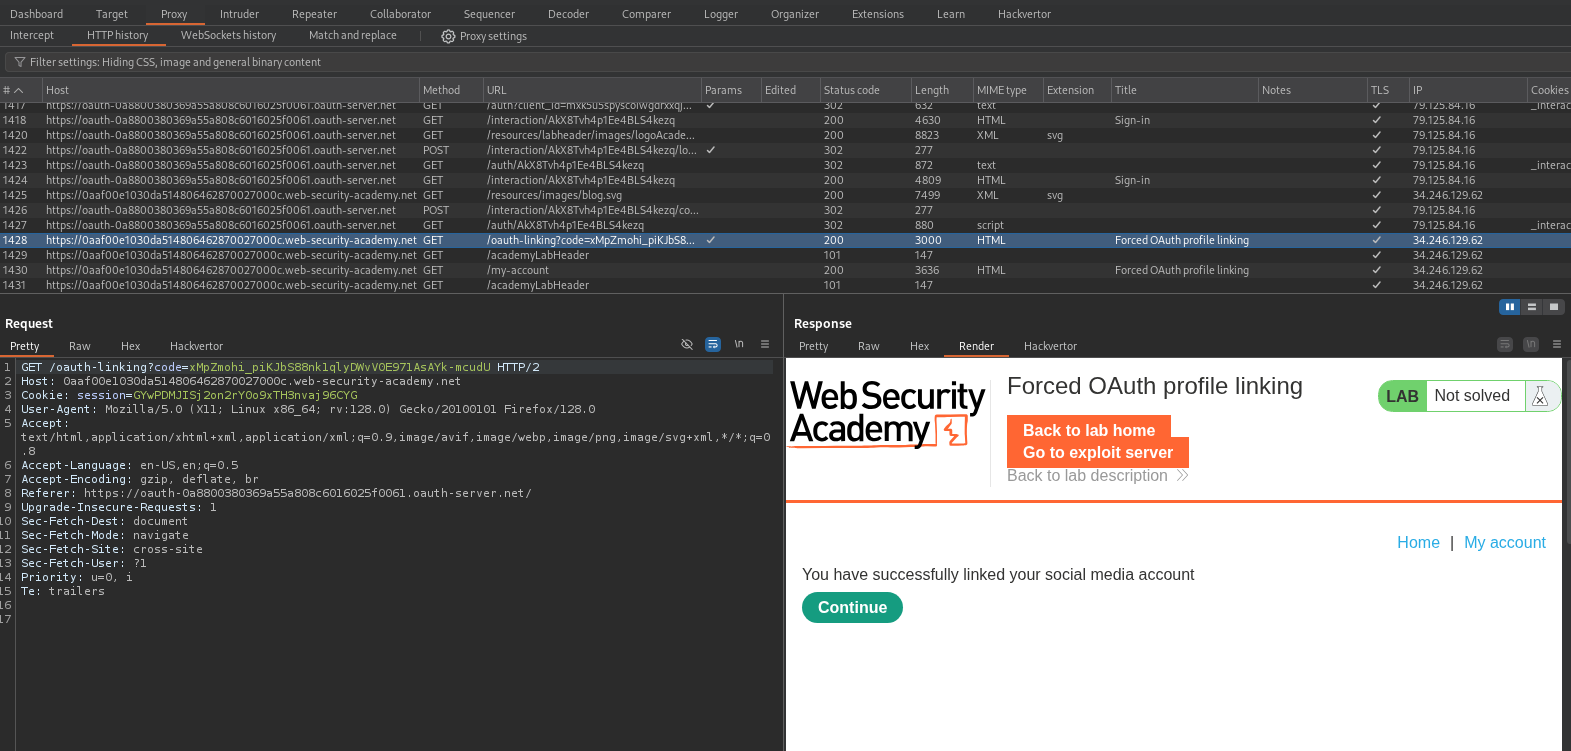 Dashboard Target Proxy Intruder Repeater Collaborator Sequencer Decoder Comparer Logger Organizer Extensions Learn Hackvertor
Intercept HTTP history WebSockets history Match and replace Proxy settings
Filter settings: Hiding CSS, image and general binary content
# Host Method URL Params Edited Status code Length MIME type Extension Title Notes TLS IP Cookies
1417 https://oauth-0a8800380369a55a808c6016025f0061.oauth-server.net GET 302 632 text 79.125.84.16 _interac
1418 https://oauth-0a8800380369a55a808c6016025f0061.oauth-server.net GET /interaction/AkX8Tvh4p1Ee4BLS4kezq 200 4630 HTML Sign-in 79.125.84.16
1420 https://oauth-0a8800380369a55a808c6016025f0061.oauth-server.net GET /resources/labheader/images/logoAcade... 200 8823 XML svg 79.125.84.16
1422 https://oauth-0a8800380369a55a808c6016025f0061.oauth-server.net POST /interaction/AkX8Tvh4p1Ee4BLS4kezq/lo... 302 277 79.125.84.16
1423 https://oauth-0a8800380369a55a808c6016025f0061.oauth-server.net GET /auth/AkX8Tvh4p1Ee4BLS4kezq 302 872 text 79.125.84.16 _interac
1424 https://oauth-0a8800380369a55a808c6016025f0061.oauth-server.net GET /interaction/AkX8Tvh4p1Ee4BLS4kezq 200 4809 HTML Sign-in 79.125.84.16
1425 https://0aaf00e1030da514806462870027000c.web-security-academy.net GET /resources/images/blog.svg 200 7499 XML svg 34.246.129.62
1426 https://oauth-0a8800380369a55a808c6016025f0061.oauth-server.net POST /interaction/AkX8Tvh4p1Ee4BLS4kezq/co... 302 277 79.125.84.16
1427 https://oauth-0a8800380369a55a808c6016025f0061.oauth-server.net GET /auth/AkX8Tvh4p1Ee4BLS4kezq 302 880 script 79.125.84.16 _interac
1428 https://0aaf00e1030da514806462870027000c.web-security-academy.net GET /oauth-linking?code=xMpZmohi_piKJbS8... 200 3000 HTML Forced OAuth profile linking 34.246.129.62
1429 https://0aaf00e1030da514806462870027000c.web-security-academy.net GET /academyLabHeader 101 147 34.246.129.62
1430 https://0aaf00e1030da514806462870027000c.web-security-academy.net GET /my-account 200 3636 HTML Forced OAuth profile linking 34.246.129.62
1431 https://0aaf00e1030da514806462870027000c.web-security-academy.net GET /academyLabHeader 101 147 34.246.129.62
Request
Pretty Raw Hex Hackvertor \n
1 GET /oauth-linking?code=xMpZmohi_piKJbS88nk1qlyDWvV0E971AsAYk-mcudU HTTP/2
2 Host: 0aaf00e1030da514806462870027000c.web-security-academy.net
3 Cookie: session=GYwPDMJISj2on2rY0o9xTH3nvaj96CYG
4 User-Agent: Mozilla/5.0 (X11; Linux x86_64; rv:128.0) Gecko/20100101 Firefox/128.0
5 Accept:
text/html,application/xhtml+xml,application/xml;q=0.9,image/avif,image/webp,image/png,image/svg+xml,*/*;q=0
.8
6 Accept-Language: en-US,en;q=0.5
7 Accept-Encoding: gzip, deflate, br
8 Referer: https://oauth-0a8800380369a55a808c6016025f0061.oauth-server.net/
9 Upgrade-Insecure-Requests: 1
10 Sec-Fetch-Dest: document
11 Sec-Fetch-Mode: navigate
12 Sec-Fetch-Site: cross-site
13 Sec-Fetch-User: ?1
14 Priority: u=0, i
15 Te: trailers
16
17
Response
Pretty Raw Hex Render Hackvertor \n
Web Security
Academy
Forced OAuth profile linking
Back to lab home
Go to exploit server
Back to lab description
LAB Not solved
Home | My account
You have successfully linked your social media account
Continue